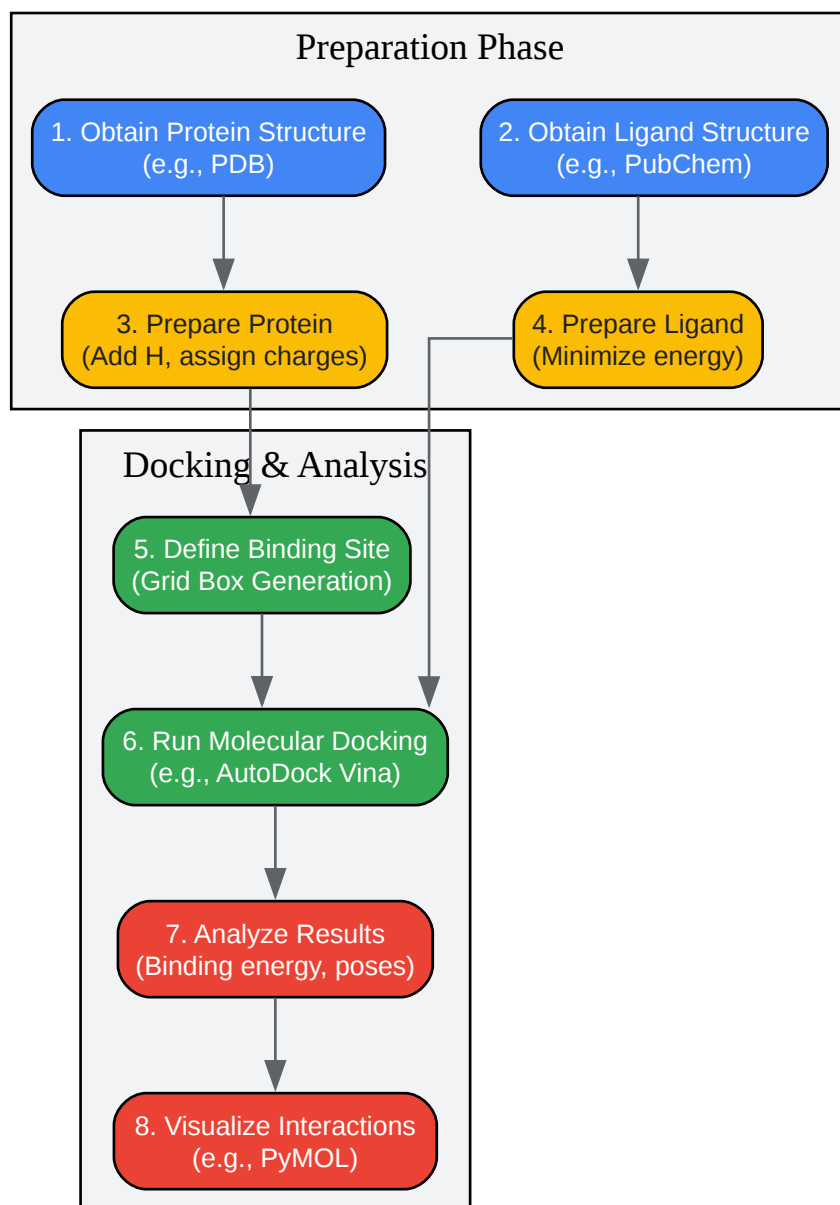 Preparation Phase
1. Obtain Protein Structure
(e.g., PDB)
2. Obtain Ligand Structure
(e.g., PubChem)
3. Prepare Protein
(Add H, assign charges)
4. Prepare Ligand
(Minimize energy)
Docking & Analysis
5. Define Binding Site
(Grid Box Generation)
6. Run Molecular Docking
(e.g., AutoDock Vina)
7. Analyze Results
(Binding energy, poses)
8. Visualize Interactions
(e.g., PyMOL)